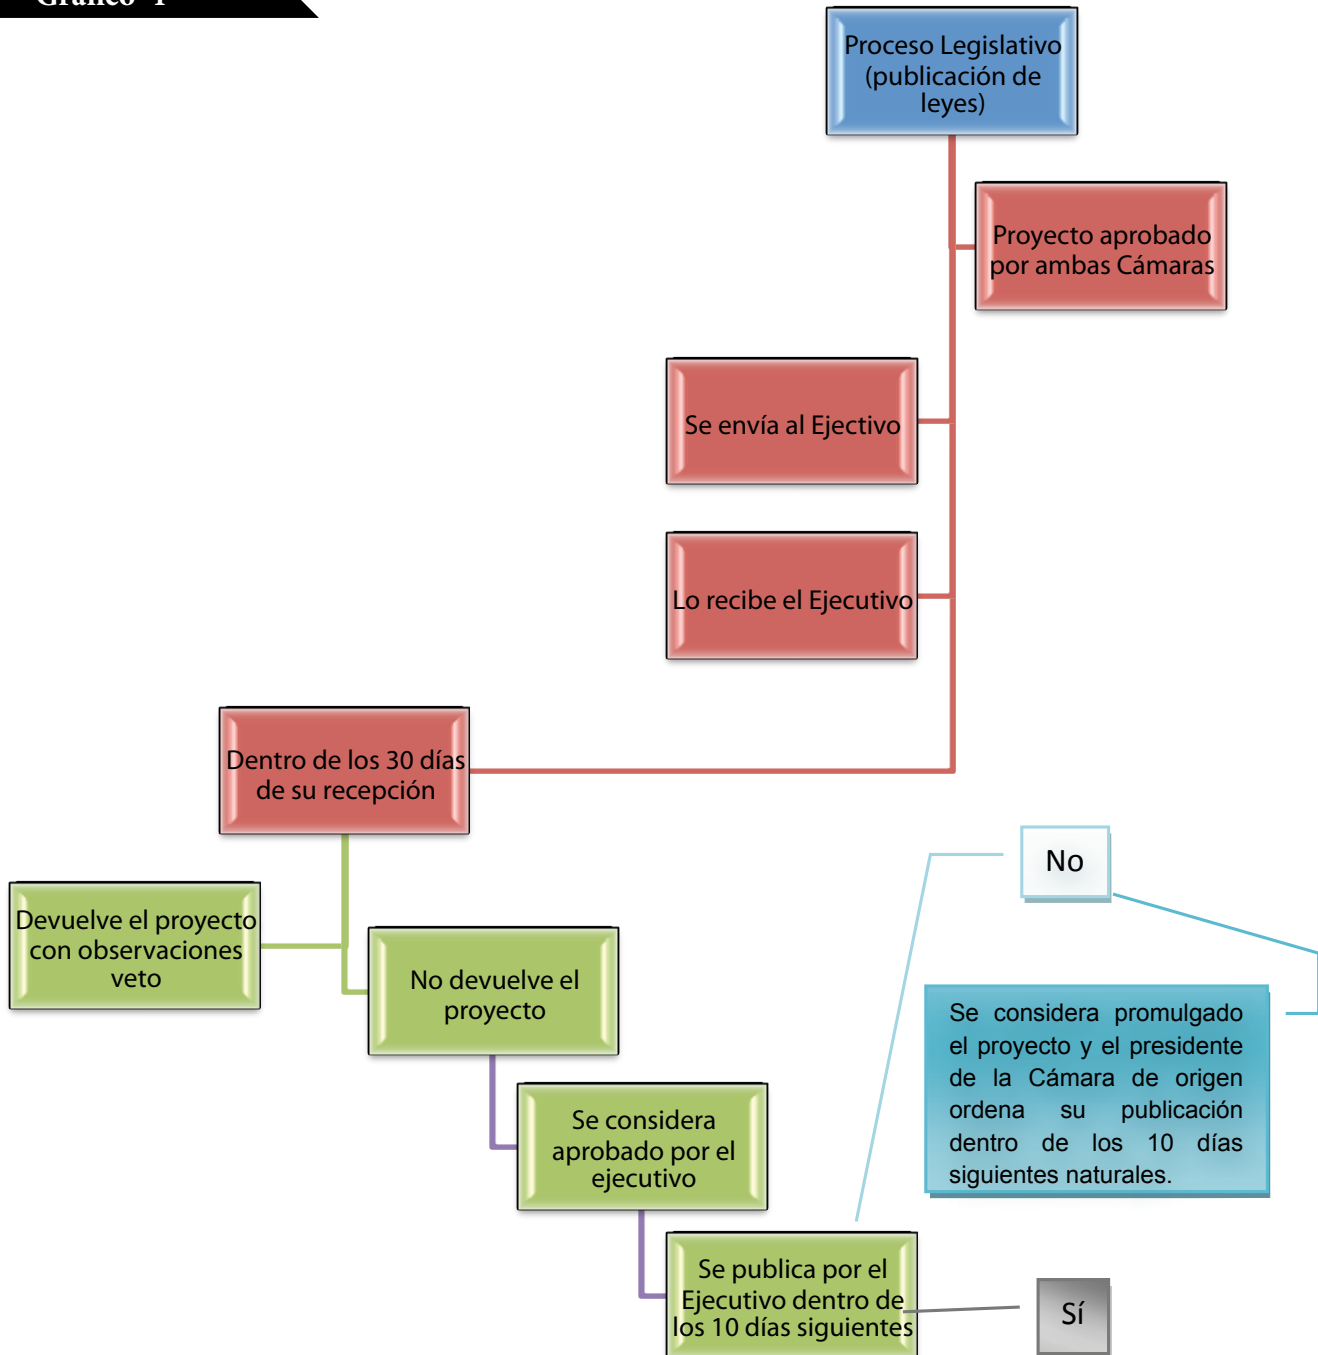 Gráfico 1
Proceso Legislativo
(publicación de
leyes)
Proyecto aprobado
por ambas Cámaras
Se envía al Ejectivo
Lo recibe el Ejecutivo
Dentro de los 30 días
de su recepción
Devuelve el proyecto
con observaciones
veto
No devuelve el
proyecto
Se considera
aprobado por el
ejecutivo
Se publica por el
Ejecutivo dentro de
los 10 días siguientes
No
Se considera promulgado
el proyecto y el presidente
de la Cámara de origen
ordena su publicación
dentro de los 10 días
siguientes naturales.
Sí